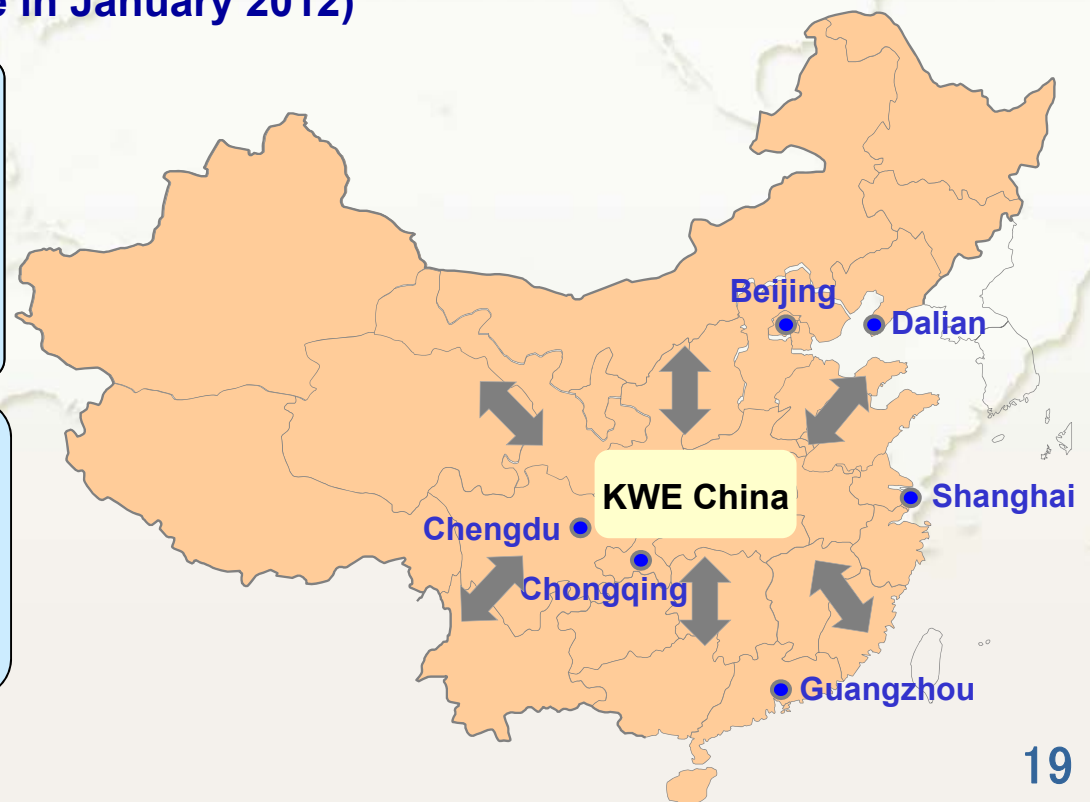 in January 2012)
Beijing
Dalian
KWE China
Shanghai
Chengdu
Chongqing
Guangzhou
19